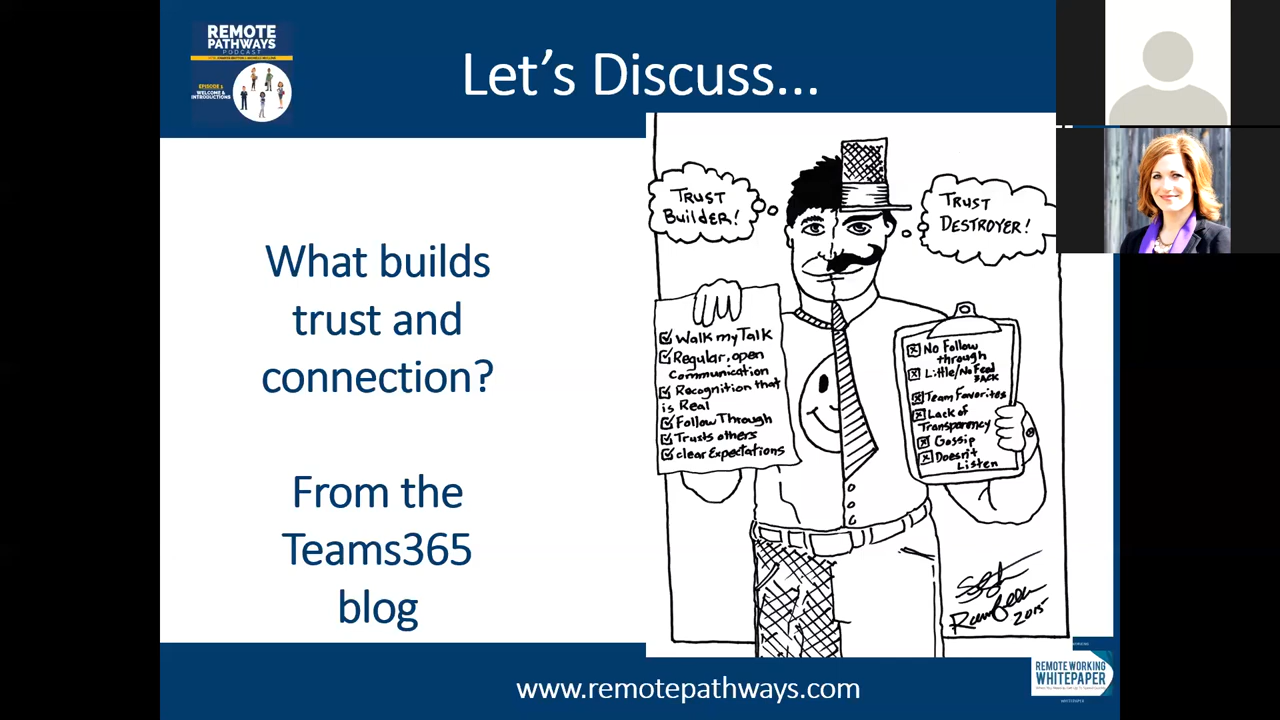 REMOTE
PATHWAYS
PODCAST
EPISODE 1
WELCOME &
INTRODUCTIONS
Let's Discuss...
What builds
trust and
connection?
From the
Teams365
blog
TRUST
BUILDER!
TRUST
DESTROYER!
Walk my Talk
Regular, open
Communication
Recognition that
is Real
Follow Through
Trusts others
clear Expectations
No Follow
through
Little/No Feed
BACK
Team Favorites
Lack of
Transparency
Gossip
Doesn't
Listen
2015
www.remotepathways.com
REMOTE WORKING
WHITEPAPER
WHITEPAPER